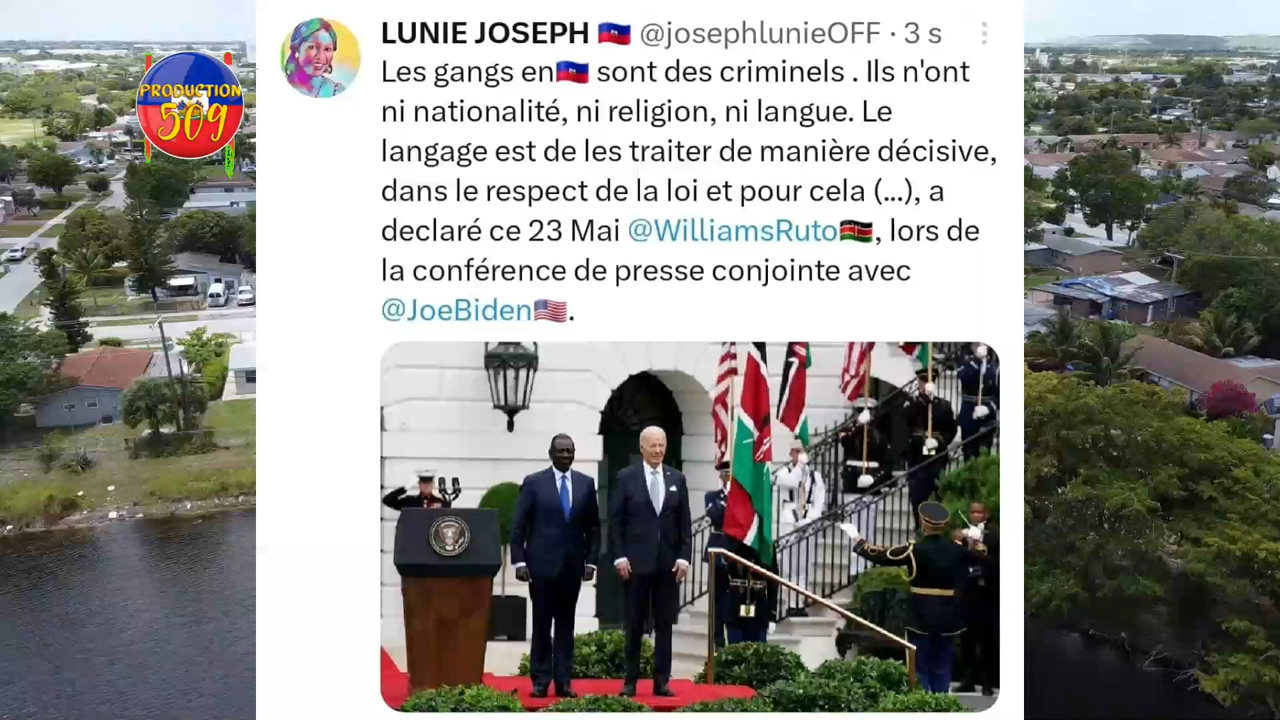 PRODUCTION
509
LUNIE JOSEPH 🇭🇹 @josephlunieOFF · 3 s
Les gangs en🇭🇹 sont des criminels . Ils n'ont
ni nationalité, ni religion, ni langue. Le
langage est de les traiter de manière décisive,
dans le respect de la loi et pour cela (...), a
declaré ce 23 Mai @WilliamsRuto🇰🇪, lors de
la conférence de presse conjointe avec
@JoeBiden🇺🇸.